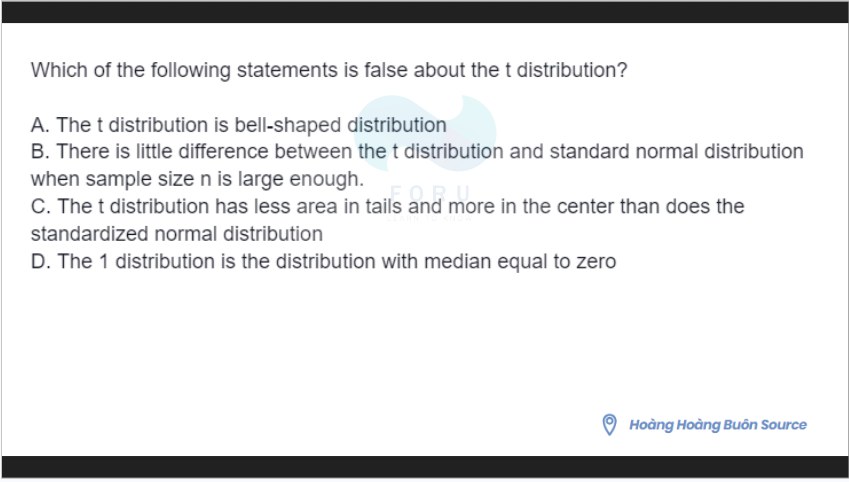 Which of the following statements is false about the t distribution?
A. The t distribution is bell-shaped distribution
B. There is little difference between the t distribution and standard normal distribution
when sample size n is large enough.
FORU
C. The t distribution has less area in tails and more in the center than does the
standardized normal distribution
D. The 1 distribution is the distribution with median equal to zero
Hoàng Hoàng Buôn Source